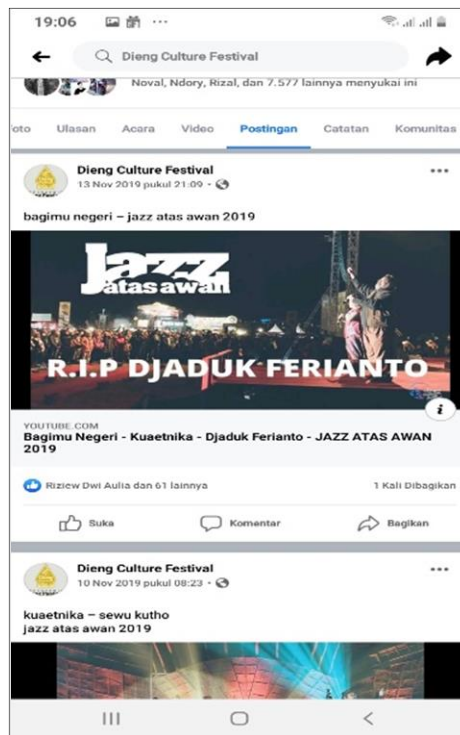 19:06
Dieng Culture Festival
Noval, Ndory, Rizal, dan 7.577 lainnya menyukai ini
oto Ulasan Acara Video Postingan Catatan Komunitas
Dieng Culture Festival
13 Nov 2019 pukul 21:09
bagimu negeri – jazz atas awan 2019
Jazz
atas awan
R.I.P DJADUK FERIANTO
YOUTUBE.COM
Bagimu Negeri - Kuaetnika - Djaduk Ferianto - JAZZ ATAS AWAN
2019
Riziew Dwi Aulia dan 61 lainnya 1 Kali Dibagikan
Suka Komentar Bagikan
Dieng Culture Festival
10 Nov 2019 pukul 08:23
kuaetnika – sewu kutho
jazz atas awan 2019